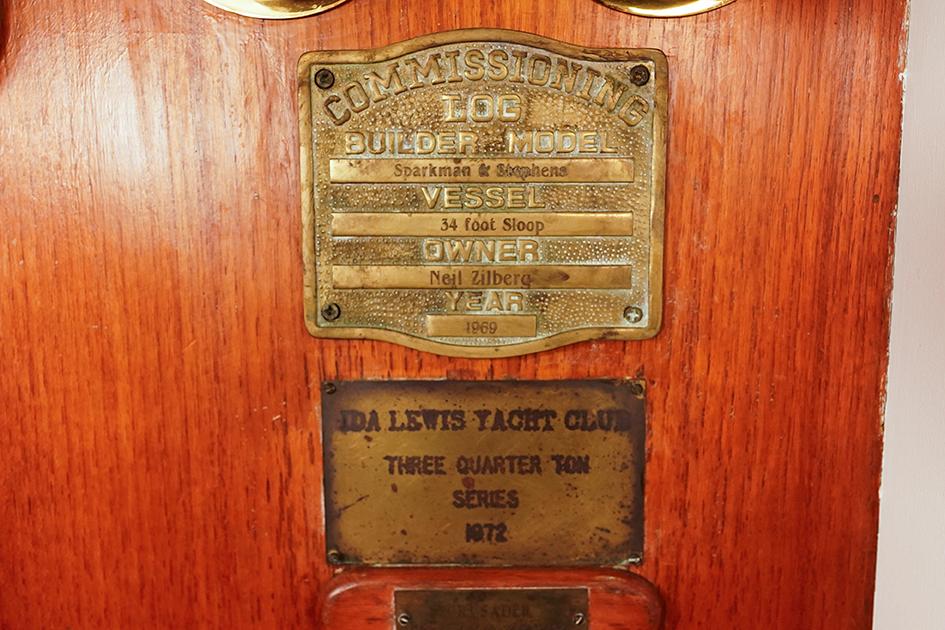 COMMISSIONING
LOG
BUILDER MODEL
Sparkman & Stephens
VESSEL
34 foot Sloop
OWNER
Neil Zilberg
YEAR
1969
IDA LEWIS YACHT CLUB
THREE QUARTER TON
SERIES
1972
CRUSADER